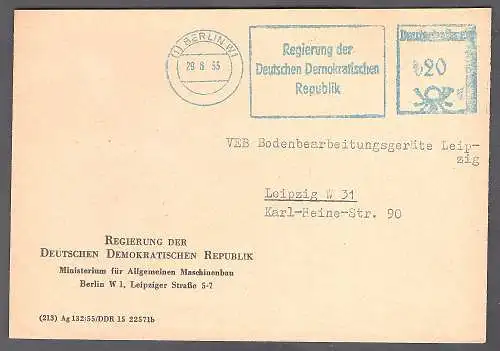 (1) BERLIN W1
29.8.55
Regierung der
Deutschen Demokratischen
Republik
Deutsche Post
020
VEB Bodenbearbeitungsgeräte Leip-
zig
Leipzig W 31
Karl-Heine-Str. 90
REGIERUNG DER
DEUTSCHEN DEMOKRATISCHEN REPUBLIK
Ministerium für Allgemeinen Maschinenbau
Berlin W 1, Leipziger Straße 5-7
(213) Ag 132/55/DDR 15 22571b